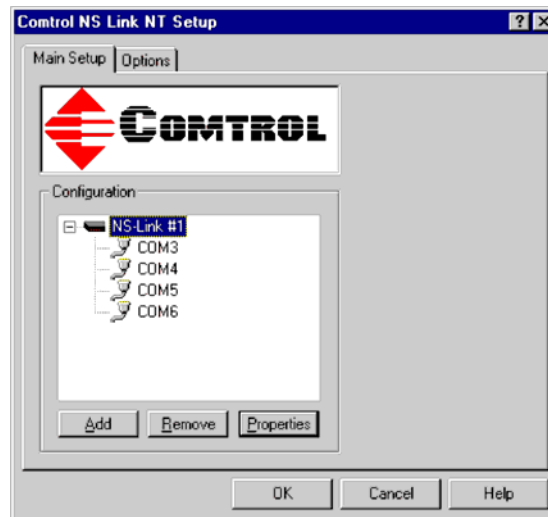 Comtrol NS Link NT Setup
Main Setup
Options
COMTROL
Configuration
NS-Link #1
COM3
COM4
COM5
COM6
Add
Remove
Properties
OK
Cancel
Help